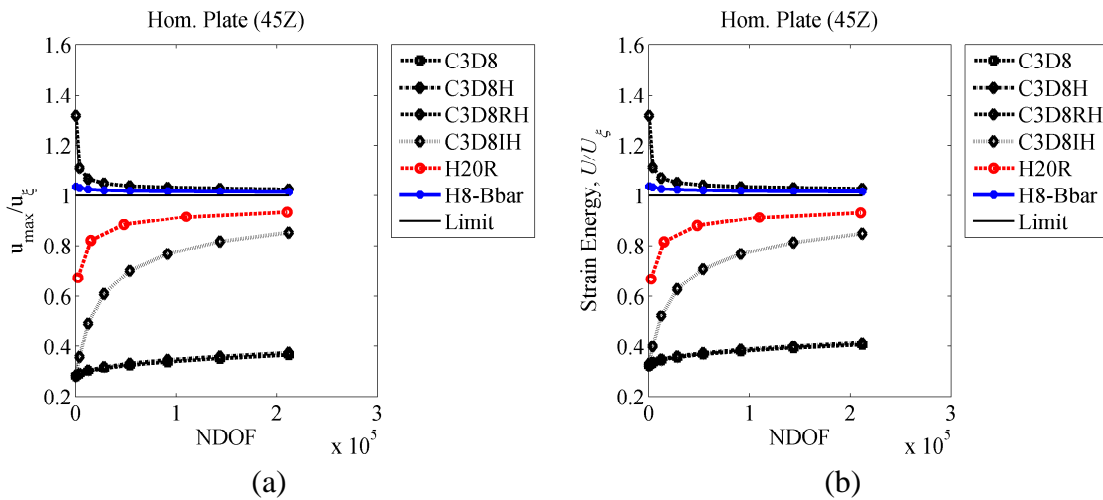 Hom. Plate (45Z)
1.6
1.4
1.2
1
0.8
0.6
0.4
0.2
u_max/u_ξ
0 1 2 3
NDOF
x 10^5
C3D8
C3D8H
C3D8RH
C3D8IH
H20R
H8-Bbar
Limit
(a)
Hom. Plate (45Z)
1.6
1.4
1.2
1
0.8
0.6
0.4
0.2
Strain Energy, U/U_ξ
0 1 2 3
NDOF
x 10^5
C3D8
C3D8H
C3D8RH
C3D8IH
H20R
H8-Bbar
Limit
(b)